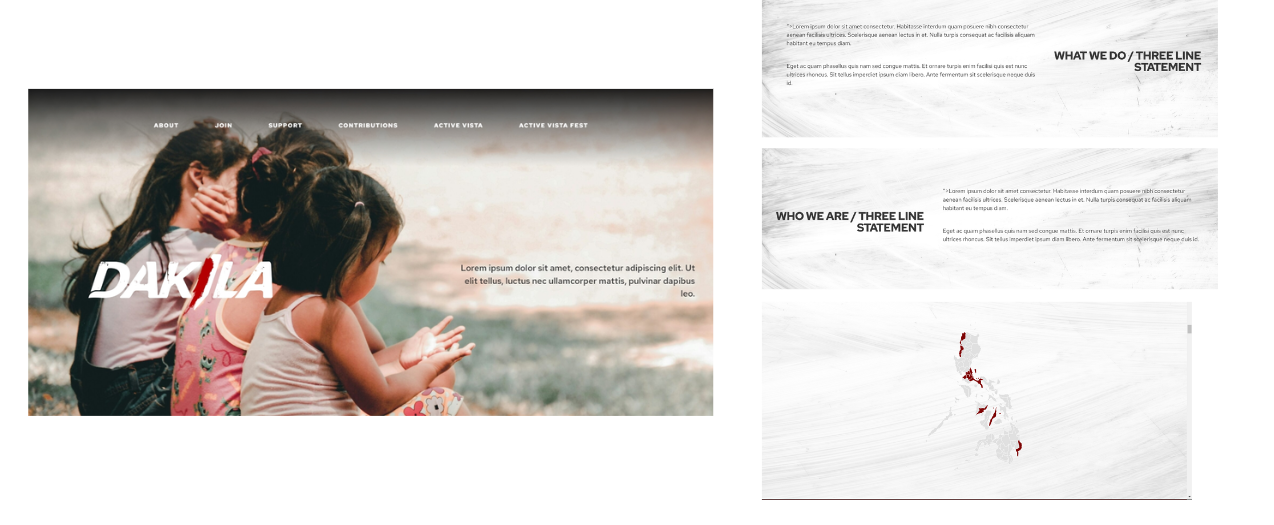 ABOUT JOIN SUPPORT CONTRIBUTIONS ACTIVE VISTA ACTIVE VISTA FEST
DAKILA
Lorem ipsum dolor sit amet, consectetur adipiscing elit. Ut
elit tellus, luctus nec ullamcorper mattis, pulvinar dapibus
leo.
">Lorem ipsum dolor sit amet consectetur. Habitasse interdum quam posuere nibh consectetur
aenean facilisis ultrices. Scelerisque aenean lectus in et. Nulla turpis consequat ac facilisis aliquam
habitant eu tempus diam.
Eget ac quam phasellus quis nam sed congue mattis. Et ornare turpis enim facilisi quis est nunc
ultrices rhoncus. Sit tellus imperdiet ipsum diam libero. Ante fermentum sit scelerisque neque duis
id.
WHAT WE DO / THREE LINE
STATEMENT
WHO WE ARE / THREE LINE
STATEMENT
">Lorem ipsum dolor sit amet consectetur. Habitasse interdum quam posuere nibh consectetur
aenean facilisis ultrices. Scelerisque aenean lectus in et. Nulla turpis consequat ac facilisis aliquam
habitant eu tempus diam.
Eget ac quam phasellus quis nam sed congue mattis. Et ornare turpis enim facilisi quis est nunc
ultrices rhoncus. Sit tellus imperdiet ipsum diam libero. Ante fermentum sit scelerisque neque duis id.